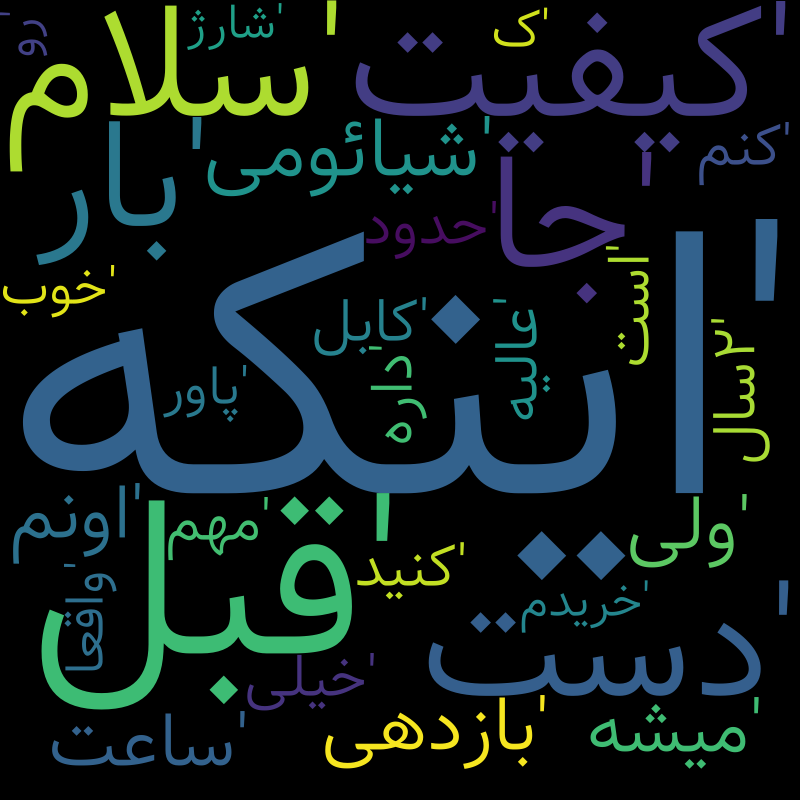 'سلام
'شارژ
'رو
'ک
'کیفیت
'بار
'شیائومی
'کنم
'جا
'حدود
'خوب
'اینکه
'کابل
'عالیه
'است
'پاور
'داره
'۲سال
'اونم
'مهم
'قبل
'کنید
'ولی
'واقعا
'خریدم
'دست
'خیلی
'ساعت
'بازدهی
'میشه